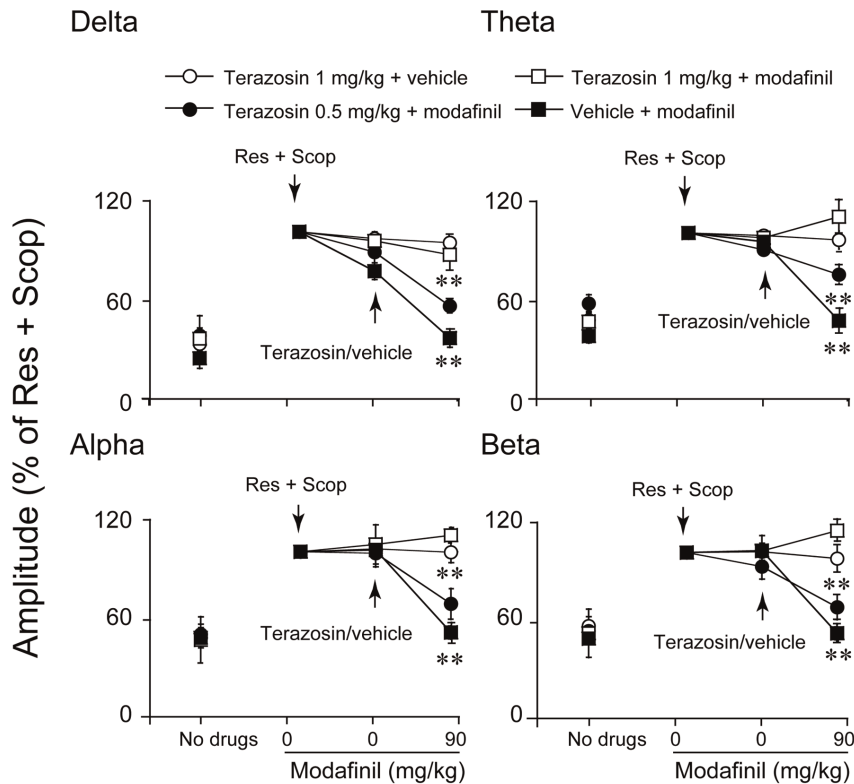 Delta
Theta
Terazosin 1 mg/kg + vehicle
Terazosin 1 mg/kg + modafinil
Terazosin 0.5 mg/kg + modafinil
Vehicle + modafinil
Amplitude (% of Res + Scop)
Res + Scop
120
60
0
**
**
Terazosin/vehicle
Res + Scop
120
60
0
**
**
Terazosin/vehicle
Alpha
Beta
Res + Scop
120
60
0
**
**
Terazosin/vehicle
No drugs 0 0 90
Modafinil (mg/kg)
Res + Scop
120
60
0
**
**
Terazosin/vehicle
No drugs 0 0 90
Modafinil (mg/kg)